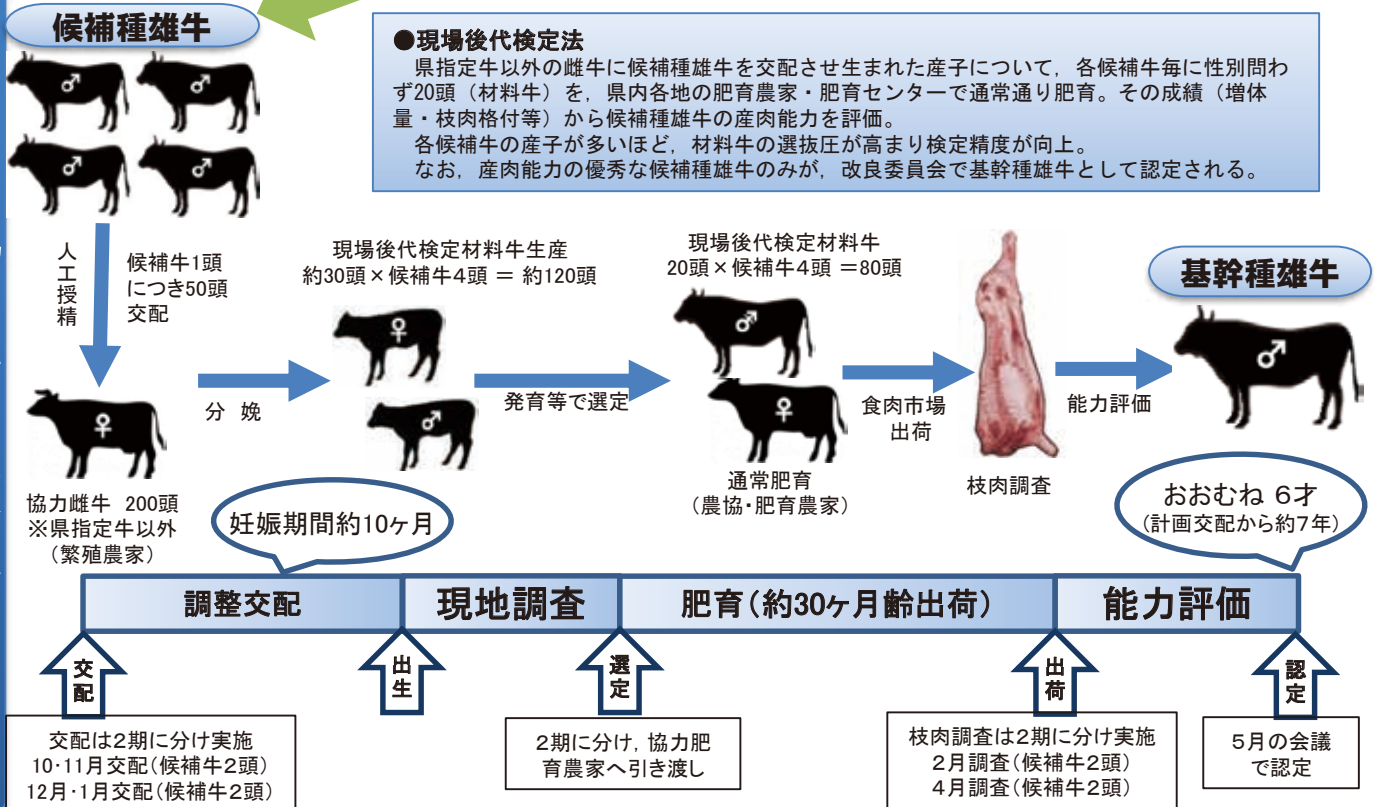 候補種雄牛
●現場後代検定法
県指定牛以外の雌牛に候補種雄牛を交配させ生まれた産子について，各候補牛毎に性別問わ
ず20頭（材料牛）を，県内各地の肥育農家・肥育センターで通常通り肥育。その成績（増体
量・枝肉格付等）から候補種雄牛の産肉能力を評価。
各候補牛の産子が多いほど，材料牛の選抜圧が高まり検定精度が向上。
なお，産肉能力の優秀な候補種雄牛のみが，改良委員会で基幹種雄牛として認定される。
♂ ♂
♂ ♂
人工授精
候補牛1頭
につき50頭
交配
現場後代検定材料牛生産
約30頭×候補牛4頭 ＝ 約120頭
現場後代検定材料牛
20頭×候補牛４頭 ＝80頭
基幹種雄牛
♀
分 娩
♀
♂
発育等で選定
♂
♀
食肉市場
出荷
能力評価
♂
協力雌牛 200頭
※県指定牛以外
（繁殖農家）
妊娠期間約10ヶ月
通常肥育
（農協・肥育農家）
枝肉調査
おおむね ６才
（計画交配から約７年）
調整交配
現地調査
肥育（約30ヶ月齢出荷）
能力評価
交配
出生
選定
出荷
認定
交配は２期に分け実施
10・11月交配（候補牛２頭）
12月・１月交配（候補牛２頭）
２期に分け，協力肥
育農家へ引き渡し
枝肉調査は２期に分け実施
２月調査（候補牛２頭）
４月調査（候補牛２頭）
５月の会議
で認定